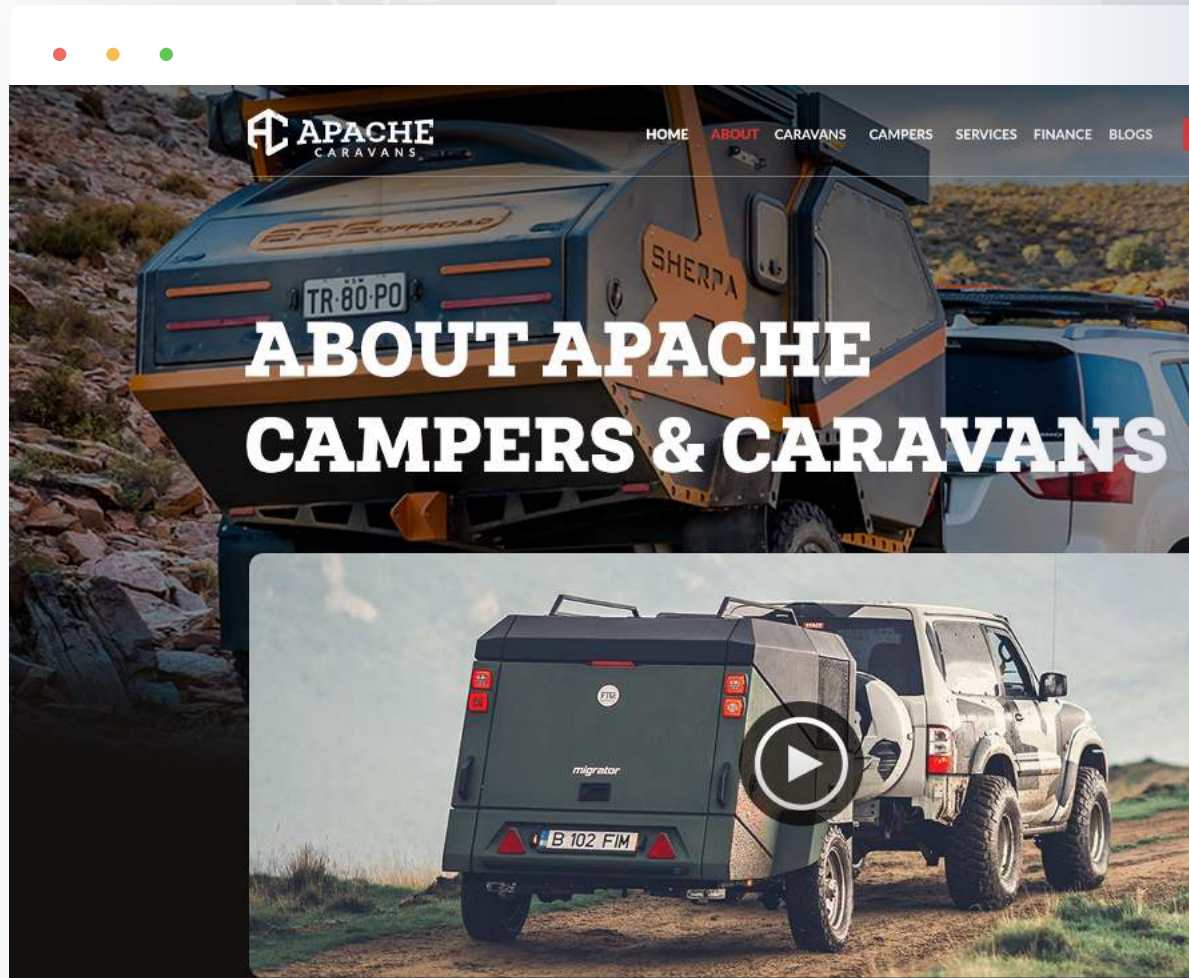 APACHE
CARAVANS
HOME ABOUT CARAVANS CAMPERS SERVICES FINANCE BLOGS
OFFROAD
SHERPA
TR·80·PO
ABOUT APACHE
CAMPERS & CARAVANS
migrator
B 102 FIM